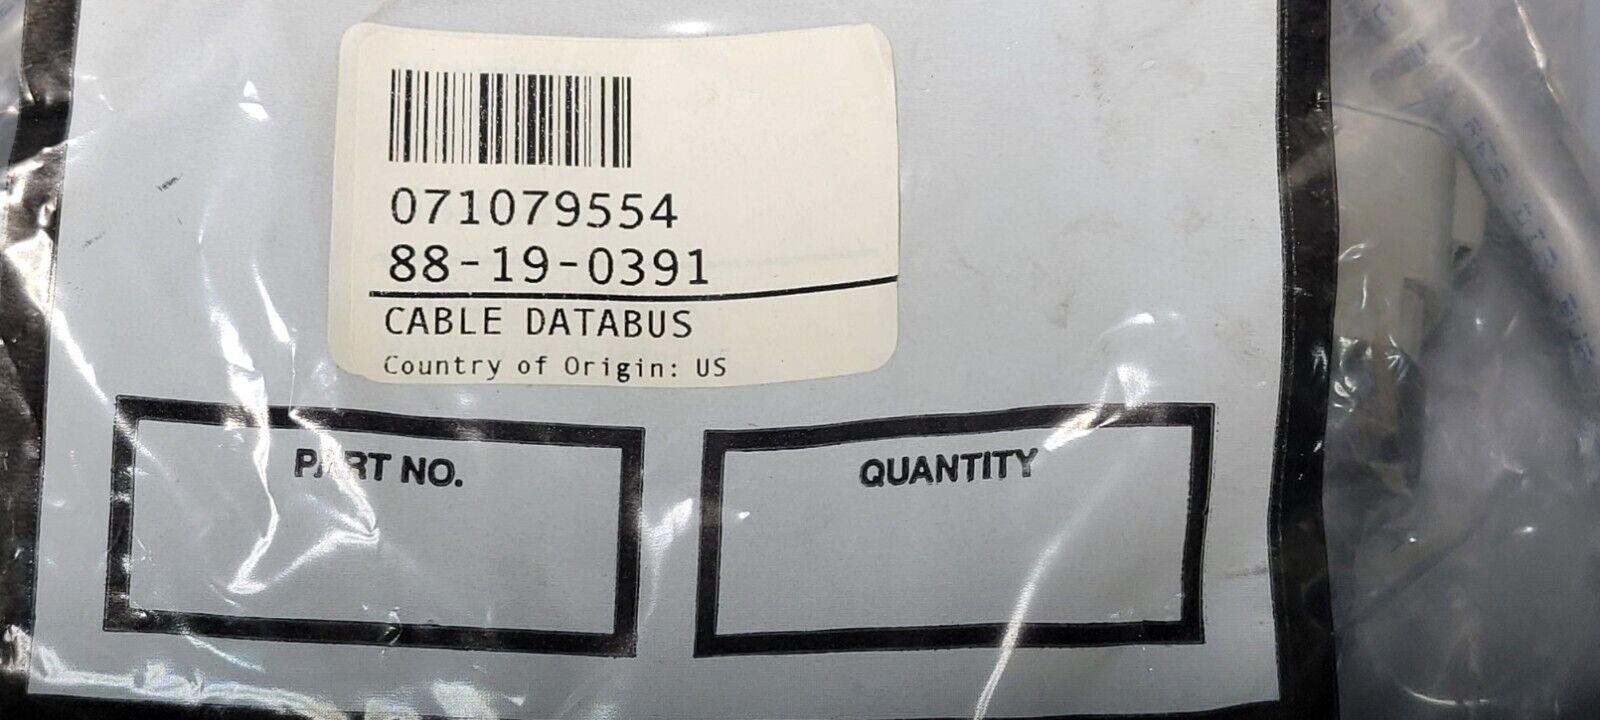 071079554
88-19-0391
CABLE DATABUS
Country of Origin: US
PART NO.
QUANTITY